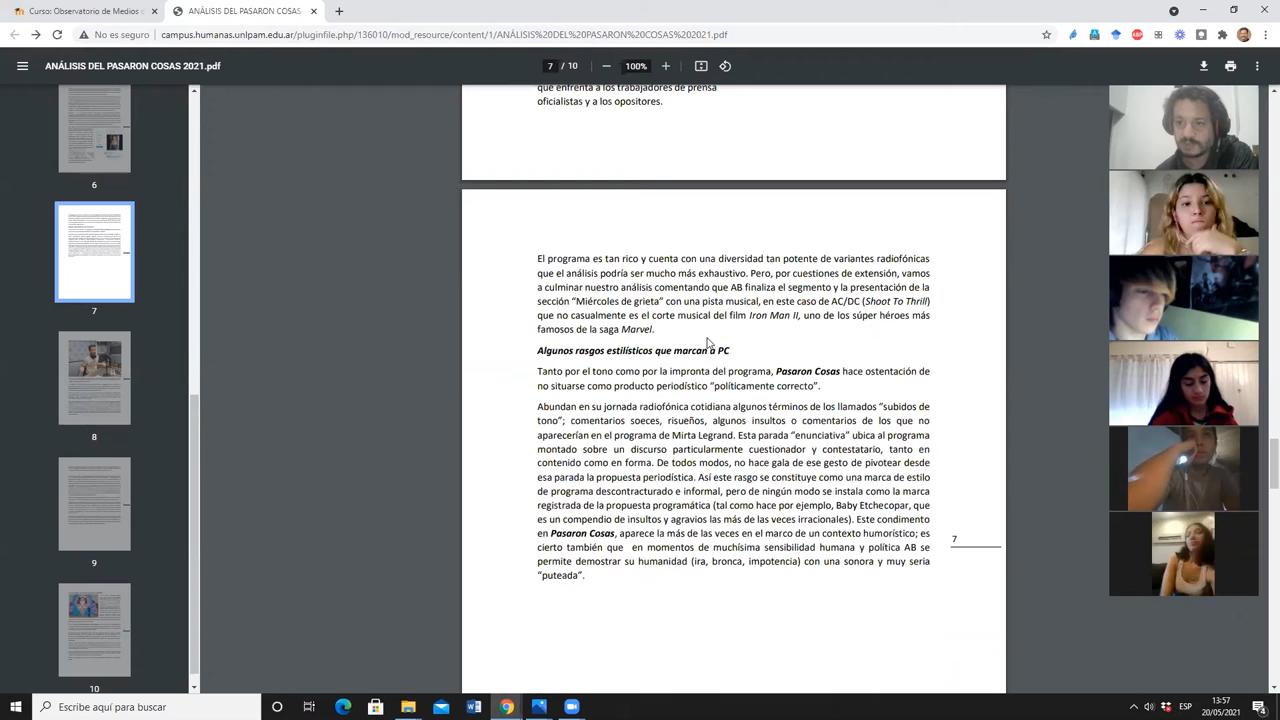 Curso: Observatorio de Medios
ANÁLISIS DEL PASARON COSAS
No es seguro
campus.humanas.unlpam.edu.ar/pluginfile.php/136010/mod_resource/content/1/ANÁLISIS%20DEL%20PASARON%20COSAS%202021.pdf
ANÁLISIS DEL PASARON COSAS 2021.pdf
7 / 10
100%
que enfrenta a los trabajadores de prensa
oficialistas y a los opositores.
6
7
8
9
10
El programa es tan rico y cuenta con una diversidad tan potente de variantes radiofónicas
que el análisis podría ser mucho más exhaustivo. Pero, por cuestiones de extensión, vamos
a culminar nuestro análisis comentando que AB finaliza el segmento y la presentación de la
sección “Miércoles de grieta” con una pista musical, en este caso de AC/DC (Shoot To Thrill)
que no casualmente es el corte musical del film Iron Man II, uno de los súper héroes más
famosos de la saga Marvel.
Algunos rasgos estilísticos que marcan a PC
Tanto por el tono como por la impronta del programa, Pasaron Cosas hace ostentación de
no situarse como producto periodístico “políticamente correcto”.
Abundan en su jornada radiofónica cotidiana algunos términos de los llamados “subidos de
tono”; comentarios soeces, risueños, algunos insultos o comentarios de los que no
aparecerían en el programa de Mirta Legrand. Esta parada “enunciativa” ubica al programa
montado sobre un discurso particularmente cuestionador y contestatario, tanto en
contenido como en forma. De todos modos, no hace gala de ese gesto de pivotear desde
esa parada la propuesta periodística. Así este rasgo se constituye como una marca de estilo
de programa descontracturado e informal, pero de ningún modo se instala como la marca
registrada de la propuesta programática (tal como hace por ejemplo, Baby Etchecopar, que
es un compendio de insultos y agravios las más de las veces irracionales). Este condimento
en Pasaron Cosas, aparece la más de las veces en el marco de un contexto humorístico; es
cierto también que en momentos de muchísima sensibilidad humana y política AB se
permite demostrar su humanidad (ira, bronca, impotencia) con una sonora y muy seria
“puteada”.
7
Escribe aquí para buscar
ESP
13:57
20/05/2021